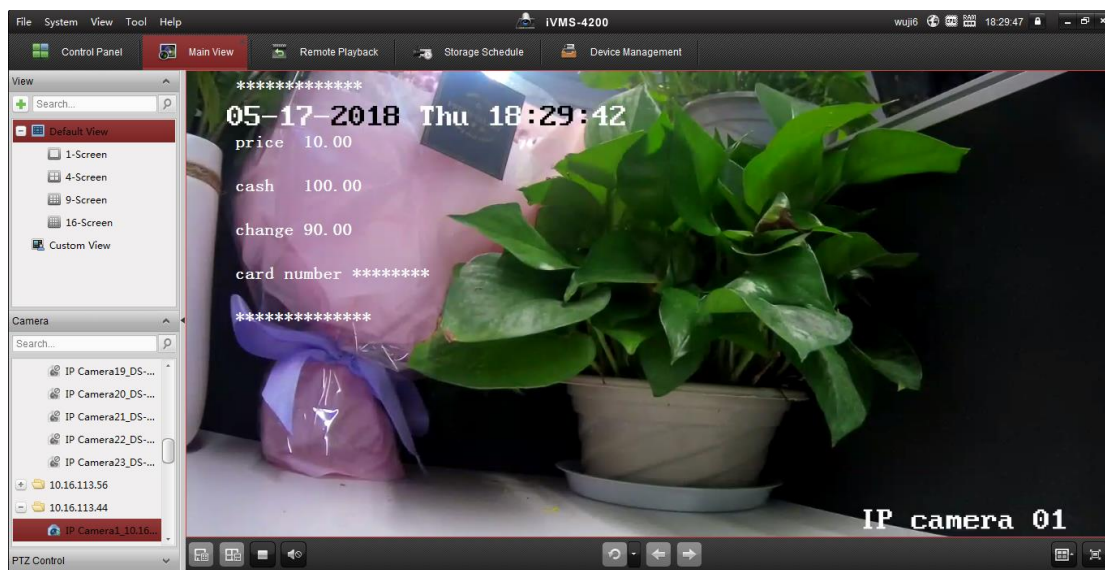 File System View Tool Help
iVMS-4200
wuji6
18:29:47
Control Panel
Main View
Remote Playback
Storage Schedule
Device Management
View
Search...
Default View
1-Screen
4-Screen
9-Screen
16-Screen
Custom View
Camera
Search...
IP Camera19_DS-...
IP Camera20_DS-...
IP Camera21_DS-...
IP Camera22_DS-...
IP Camera23_DS-...
10.16.113.56
10.16.113.44
IP Camera1_10.16...
PTZ Control
*************
05-17-2018 Thu 18:29:42
price 10.00
cash 100.00
change 90.00
card number ********
**************
IP camera 01